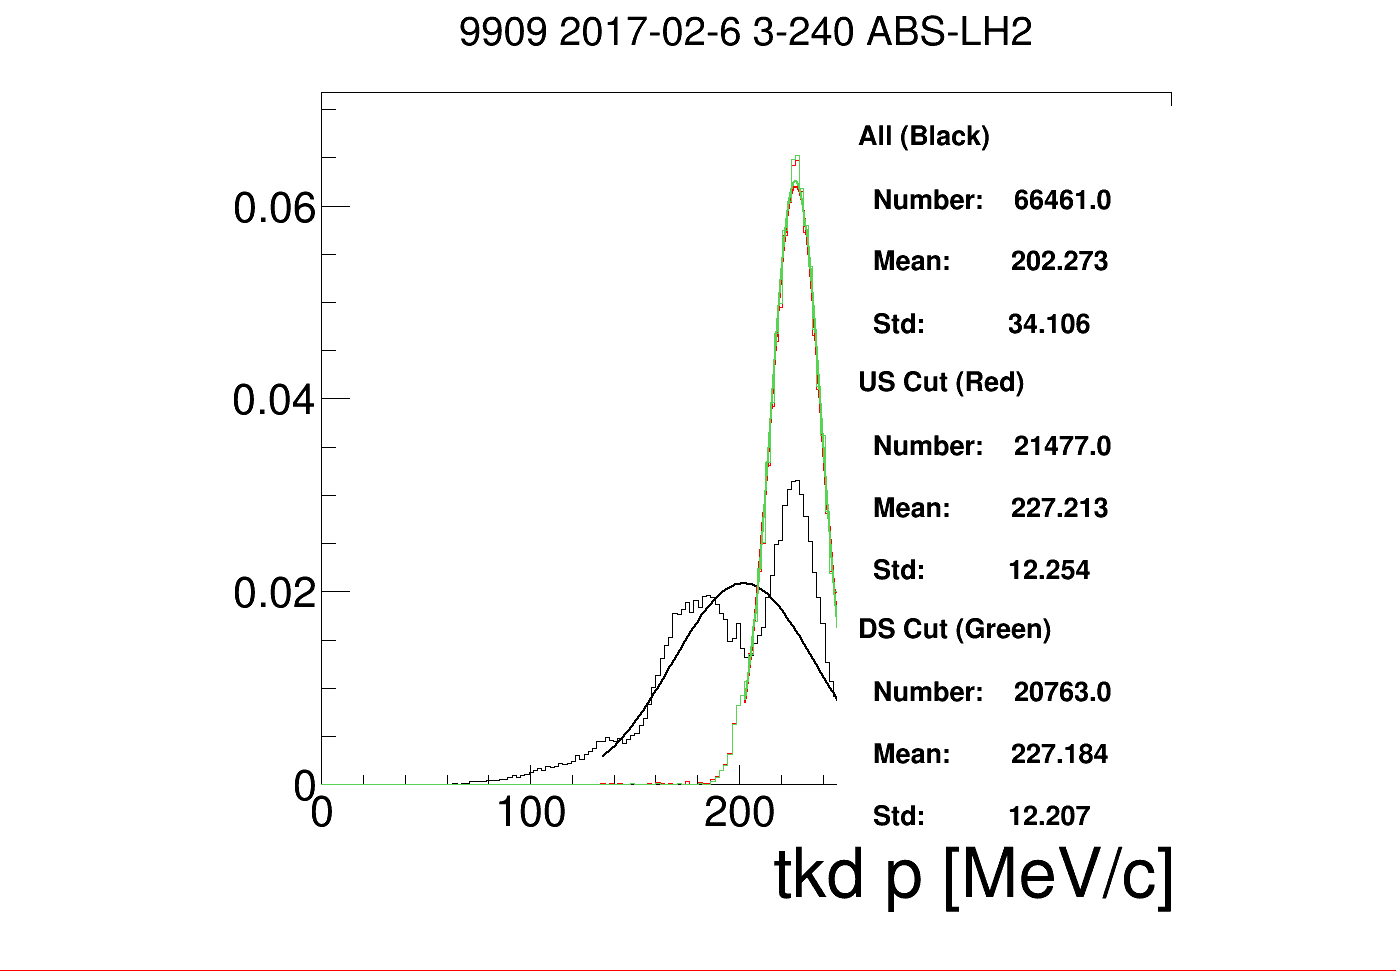 9909 2017-02-6 3-240 ABS-LH2
All (Black)
Number: 66461.0
Mean: 202.273
Std: 34.106
US Cut (Red)
Number: 21477.0
Mean: 227.213
Std: 12.254
DS Cut (Green)
Number: 20763.0
Mean: 227.184
Std: 12.207
0.06
0.04
0.02
0
0 100 200
tkd p [MeV/c]